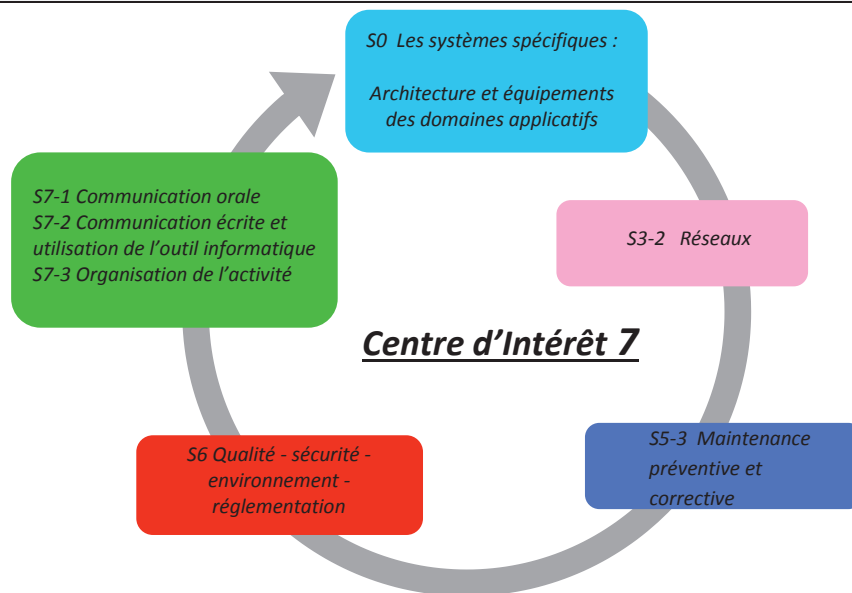 S0 Les systèmes spécifiques :
Architecture et équipements
des domaines applicatifs
S3-2 Réseaux
S5-3 Maintenance
préventive et
corrective
S6 Qualité - sécurité -
environnement -
réglementation
S7-1 Communication orale
S7-2 Communication écrite et
utilisation de l'outil informatique
S7-3 Organisation de l'activité
Centre d'Intérêt 7